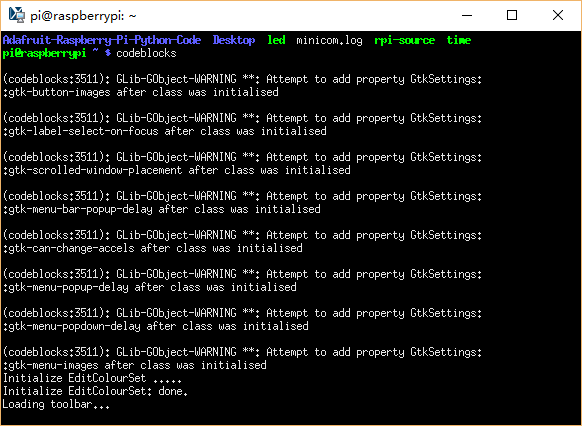 pi@raspberrypi: ~
Adafruit-Raspberry-Pi-Python-Code Desktop led minicom.log rpi-source time
pi@raspberrypi ~ $ codeblocks
(codeblocks:3511): GLib-GObject-WARNING **: Attempt to add property GtkSettings:
:gtk-button-images after class was initialised
(codeblocks:3511): GLib-GObject-WARNING **: Attempt to add property GtkSettings:
:gtk-label-select-on-focus after class was initialised
(codeblocks:3511): GLib-GObject-WARNING **: Attempt to add property GtkSettings:
:gtk-scrolled-window-placement after class was initialised
(codeblocks:3511): GLib-GObject-WARNING **: Attempt to add property GtkSettings:
:gtk-menu-bar-popup-delay after class was initialised
(codeblocks:3511): GLib-GObject-WARNING **: Attempt to add property GtkSettings:
:gtk-can-change-accels after class was initialised
(codeblocks:3511): GLib-GObject-WARNING **: Attempt to add property GtkSettings:
:gtk-menu-popup-delay after class was initialised
(codeblocks:3511): GLib-GObject-WARNING **: Attempt to add property GtkSettings:
:gtk-menu-popdown-delay after class was initialised
(codeblocks:3511): GLib-GObject-WARNING **: Attempt to add property GtkSettings:
:gtk-menu-images after class was initialised
Initialize EditColourSet .....
Initialize EditColourSet: done.
Loading toolbar...